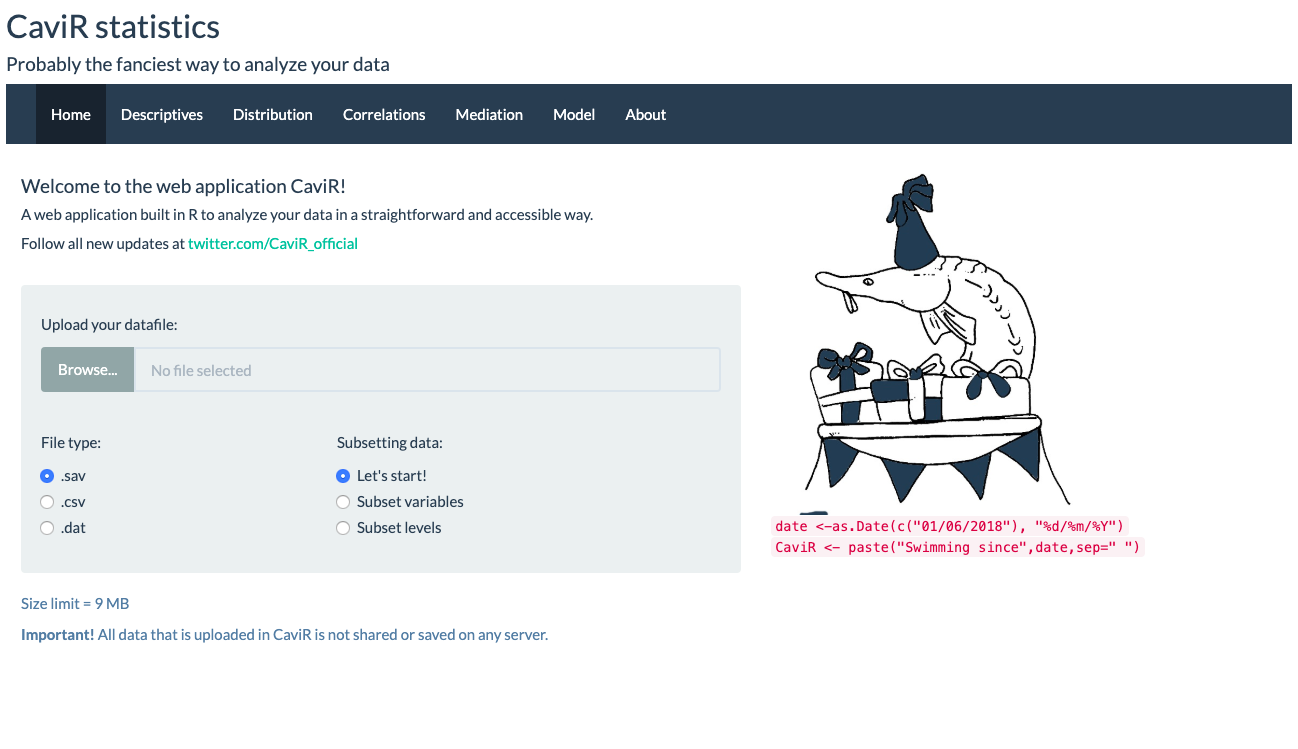 CaviR statistics
Probably the fanciest way to analyze your data
Home Descriptives Distribution Correlations Mediation Model About
Welcome to the web application CaviR!
A web application built in R to analyze your data in a straightforward and accessible way.
Follow all new updates at twitter.com/CaviR_official
Upload your datafile:
Browse... No file selected
File type: Subsetting data:
.sav Let's start!
.csv Subset variables
.dat Subset levels
date <-as.Date(c("01/06/2018"), "%d/%m/%Y")
CaviR <- paste("Swimming since",date,sep=" ")
Size limit = 9 MB
Important! All data that is uploaded in CaviR is not shared or saved on any server.